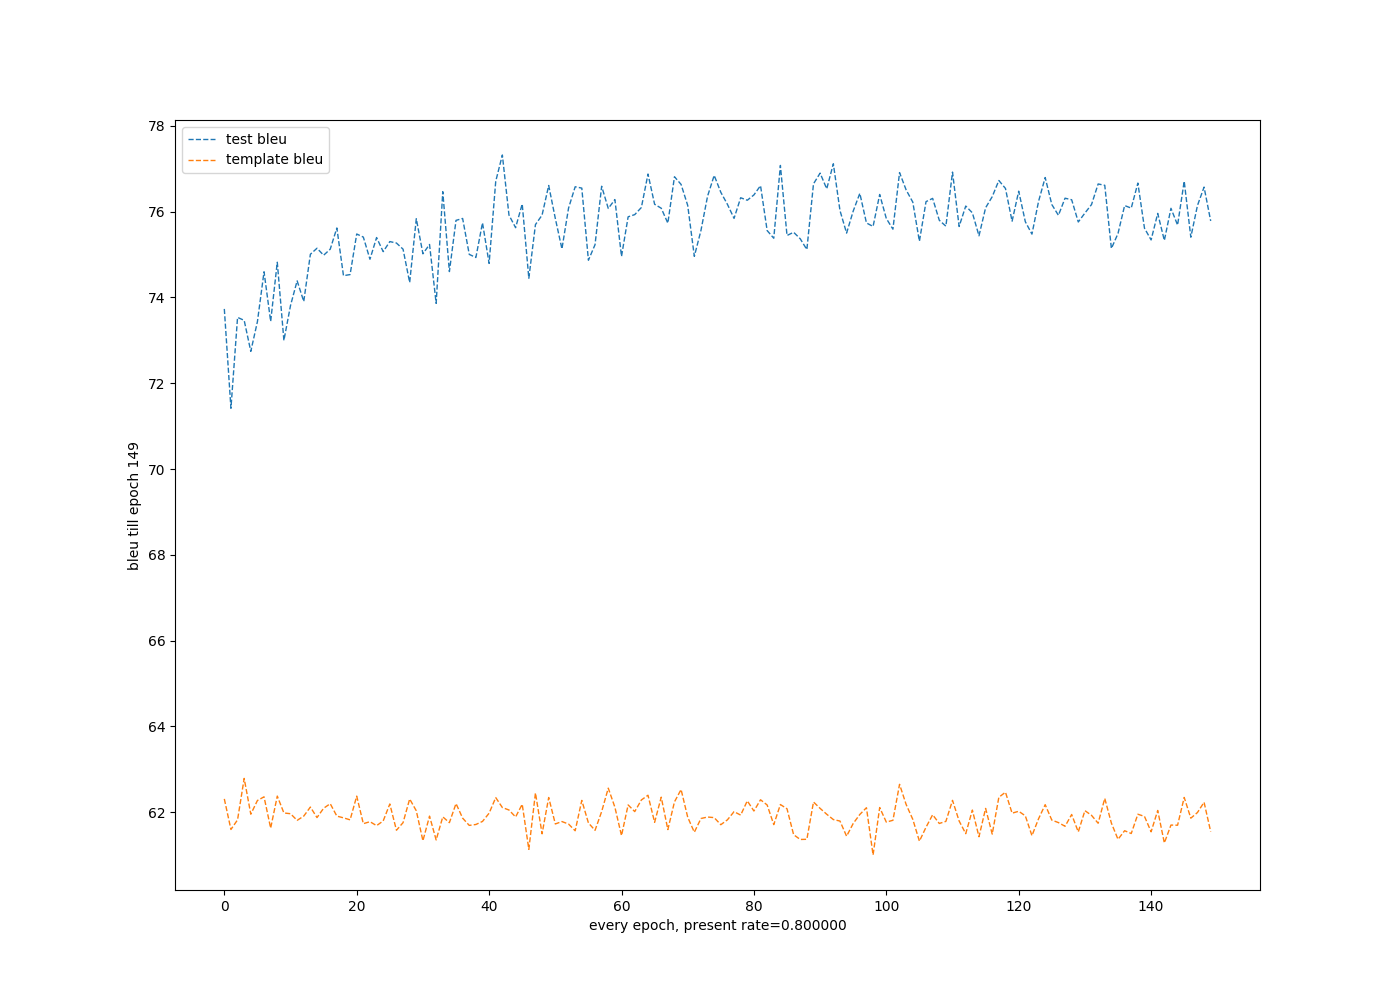 test bleu
template bleu
78
76
74
72
70
68
66
64
62
bleu till epoch 149
0 20 40 60 80 100 120 140
every epoch, present rate=0.800000